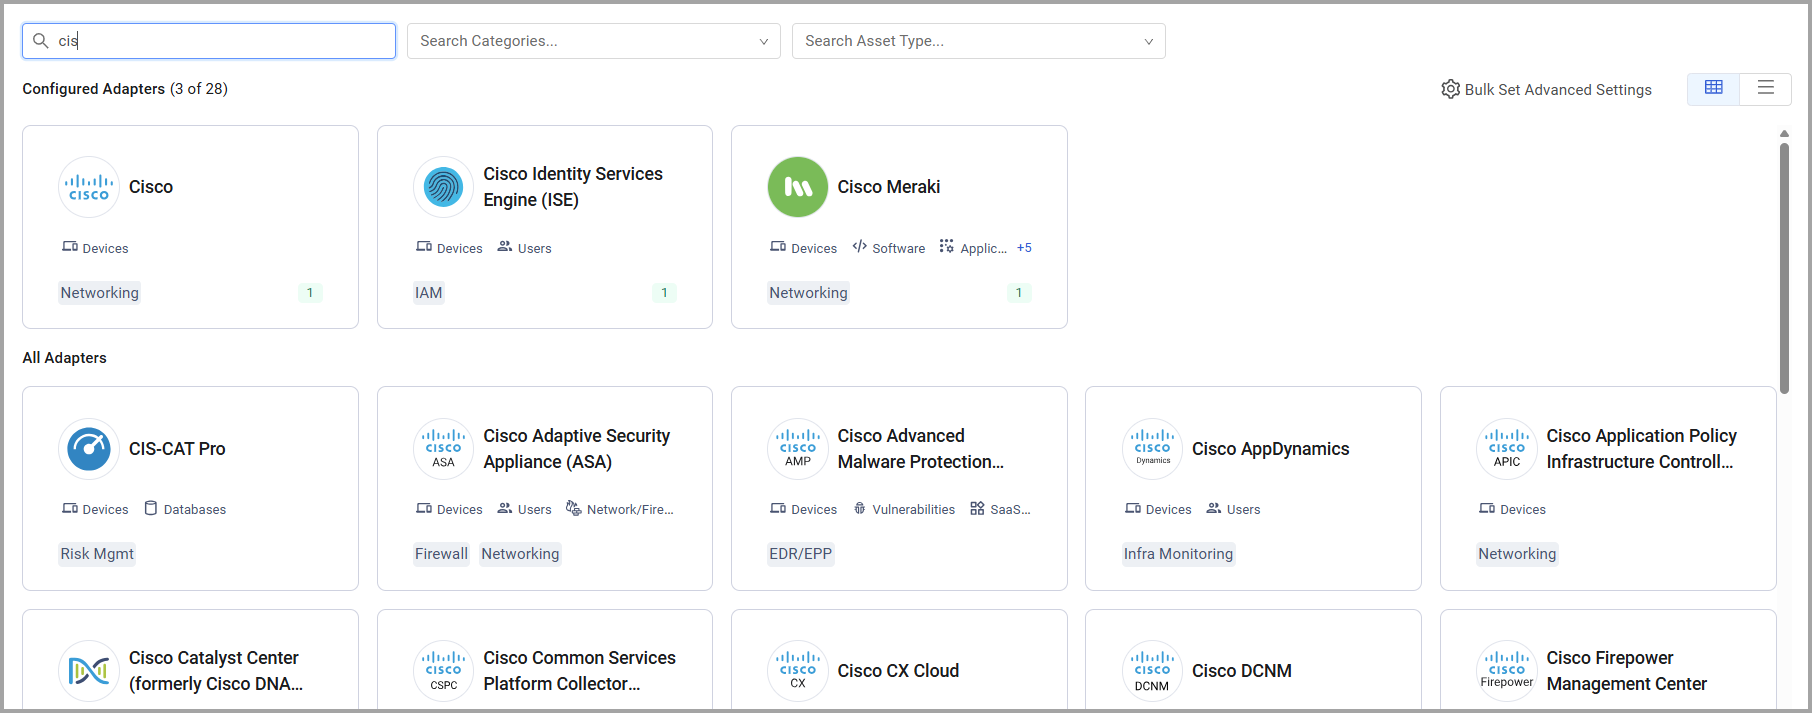 cis
Search Categories...
Search Asset Type...
Configured Adapters (3 of 28)
Bulk Set Advanced Settings
CISCO
Cisco
Devices
Networking
1
Cisco Identity Services
Engine (ISE)
Devices Users
IAM
1
Cisco Meraki
Devices Software Applic... +5
Networking
1
All Adapters
CIS-CAT Pro
Devices Databases
Risk Mgmt
CISCO
ASA
Cisco Adaptive Security
Appliance (ASA)
Devices Users Network/Fire...
Firewall Networking
CISCO
AMP
Cisco Advanced
Malware Protection...
Devices Vulnerabilities SaaS...
EDR/EPP
CISCO
Dynamics
Cisco AppDynamics
Devices Users
Infra Monitoring
CISCO
APIC
Cisco Application Policy
Infrastructure Controll...
Devices
Networking
Cisco Catalyst Center
(formerly Cisco DNA...
CISCO
CSPC
Cisco Common Services
Platform Collector...
CISCO
CX
Cisco CX Cloud
CISCO
DCNM
Cisco DCNM
CISCO
Firepower
Cisco Firepower
Management Center